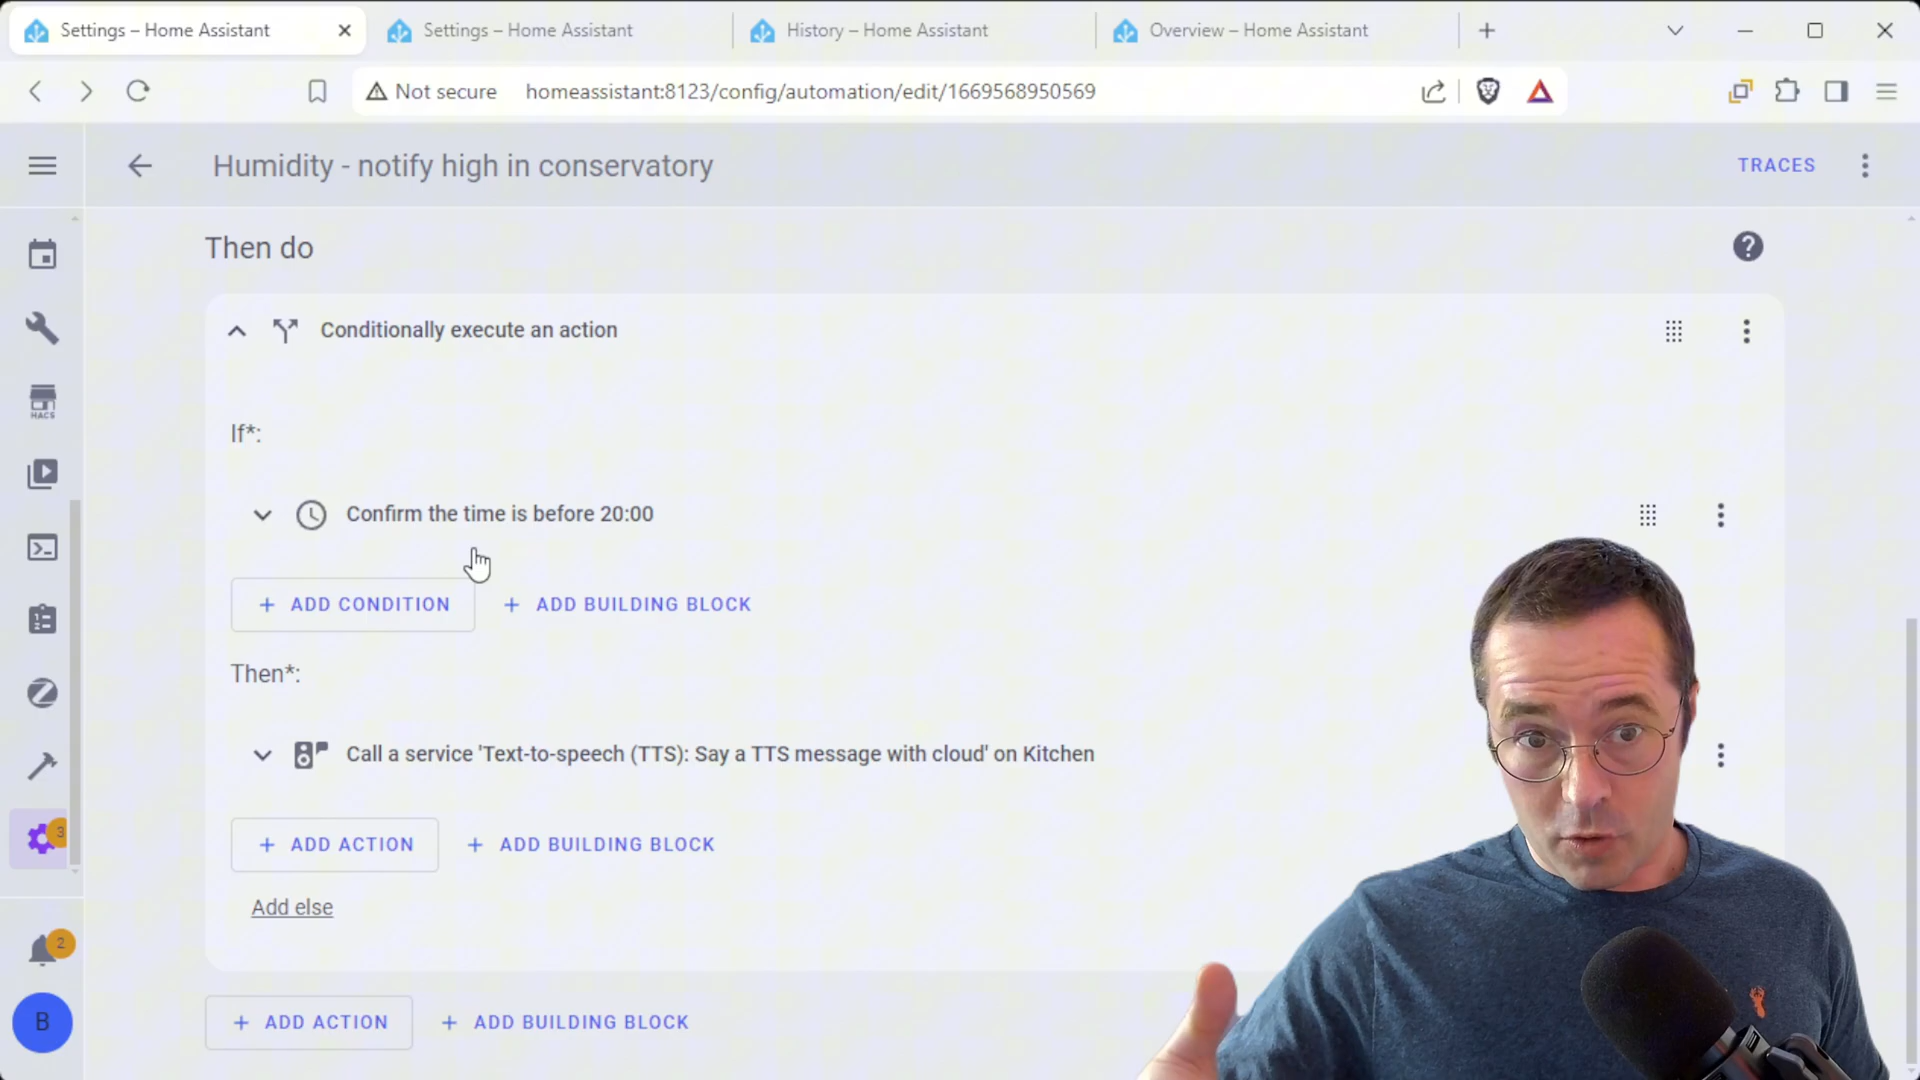 Settings – Home Assistant
Settings – Home Assistant
History – Home Assistant
Overview – Home Assistant
Not secure
homeassistant:8123/config/automation/edit/1669568950569
Humidity - notify high in conservatory
TRACES
Then do
Conditionally execute an action
If*:
Confirm the time is before 20:00
+ ADD CONDITION
+ ADD BUILDING BLOCK
Then*:
Call a service 'Text-to-speech (TTS): Say a TTS message with cloud' on Kitchen
+ ADD ACTION
+ ADD BUILDING BLOCK
Add else
+ ADD ACTION
+ ADD BUILDING BLOCK
HACS
3
2
B